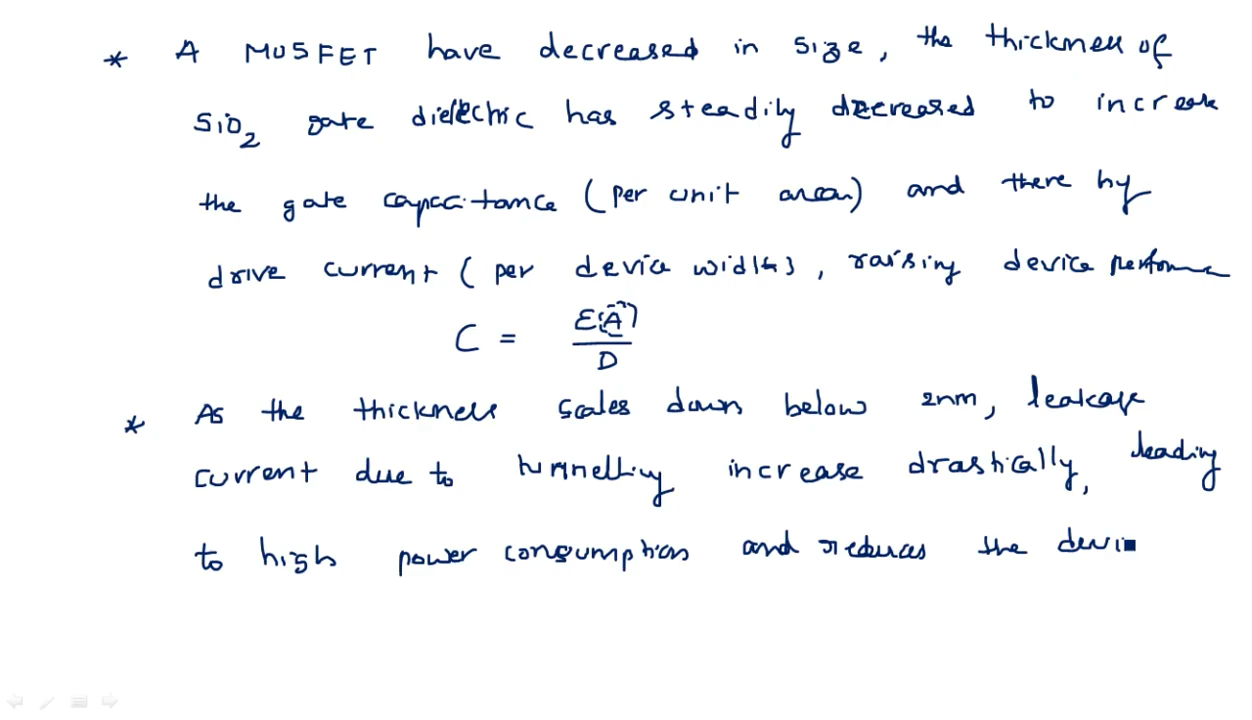 * A MOSFET have decreased in size, the thickness of
SiO2 gate dielectric has steadily decreased to increase
the gate capacitance (per unit area) and there by
drive current (per device width), raising device performance
C = ε(A)/D
* As the thickness scales down below 2nm, leakage
current due to tunnelling increase drastically, leading
to high power consumption and reduces the devi